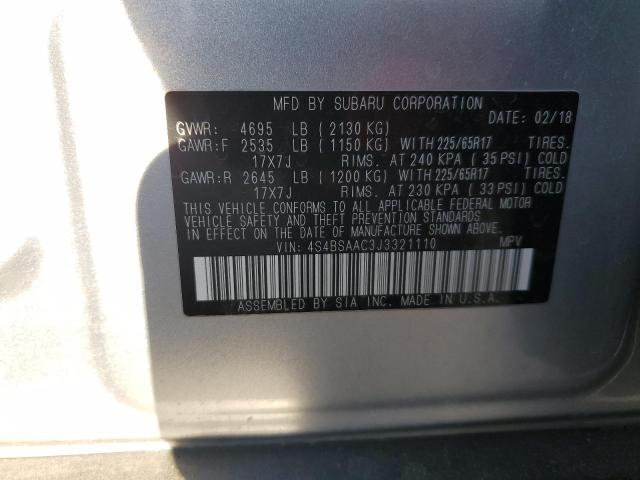 MFD BY SUBARU CORPORATION
DATE: 02/18
GVWR: 4695 LB ( 2130 KG)
GAWR:F 2535 LB ( 1150 KG) WITH 225/65R17 TIRES.
17X7J RIMS. AT 240 KPA ( 35 PSI) COLD
GAWR:R 2645 LB ( 1200 KG) WITH 225/65R17 TIRES.
17X7J RIMS. AT 230 KPA ( 33 PSI) COLD
THIS VEHICLE CONFORMS TO ALL APPLICABLE FEDERAL MOTOR
VEHICLE SAFETY AND THEFT PREVENTION STANDARDS
IN EFFECT ON THE DATE OF MANUFACTURE SHOWN ABOVE.
VIN: 4S4BSAAC3J3321110 MPV
ASSEMBLED BY SIA INC. MADE IN U.S.A.